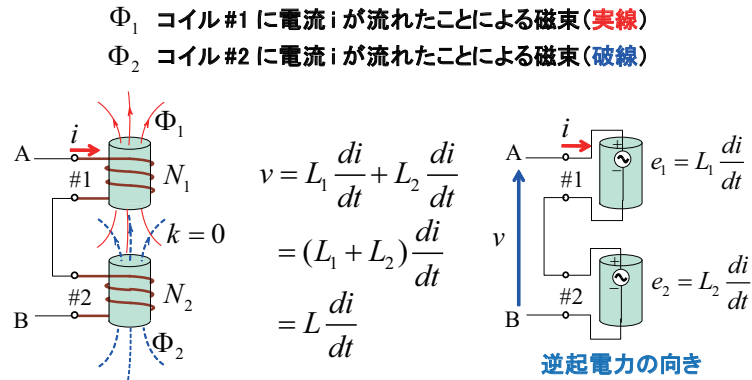 Φ₁ コイル#1に電流iが流れたことによる磁束(実線)
Φ₂ コイル#2に電流iが流れたことによる磁束(破線)
Φ₁
i
A
#1
N₁
k = 0
#2
N₂
B
Φ₂
v = L₁ di/dt + L₂ di/dt
= (L₁ + L₂) di/dt
= L di/dt
i
A
+
−
e₁ = L₁ di/dt
#1
v
+
−
e₂ = L₂ di/dt
#2
B
逆起電力の向き